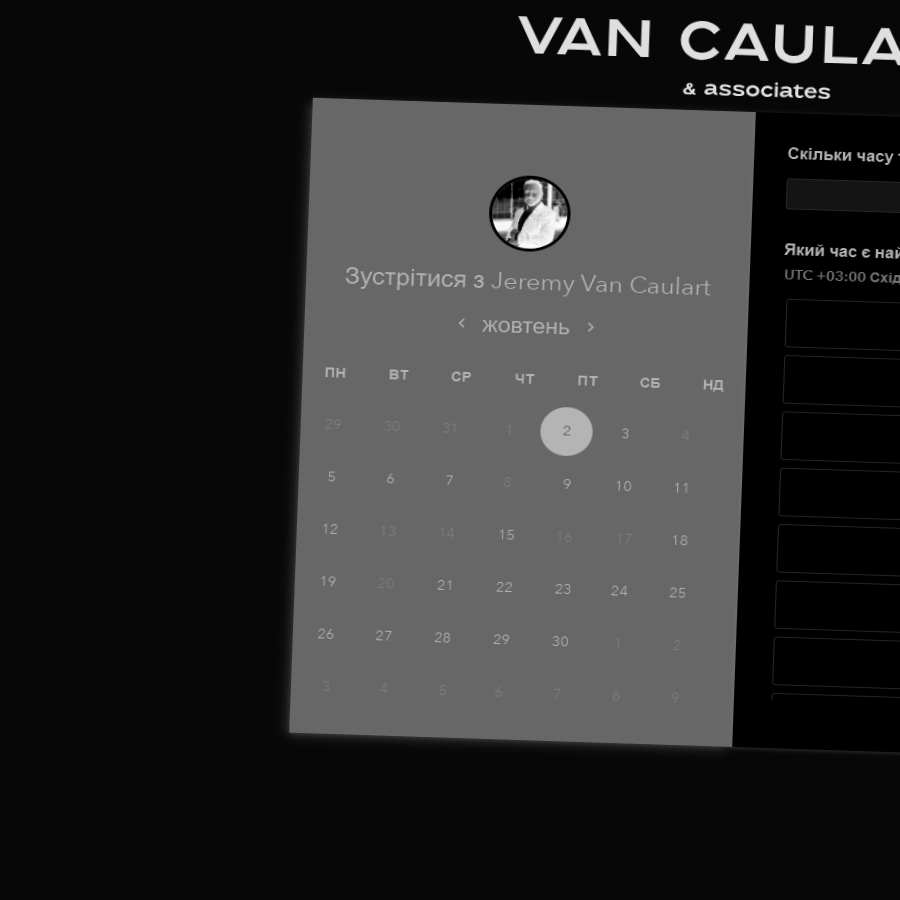 VAN CAULA
& associates
Скільки часу
Зустрітися з Jeremy Van Caulart
Який час є най
UTC +03:00 Схід
жовтень
ПН ВТ СР ЧТ ПТ СБ НД
29 30 31 1 2 3 4
5 6 7 8 9 10 11
12 13 14 15 16 17 18
19 20 21 22 23 24 25
26 27 28 29 30 1 2
3 4 5 6 7 8 9